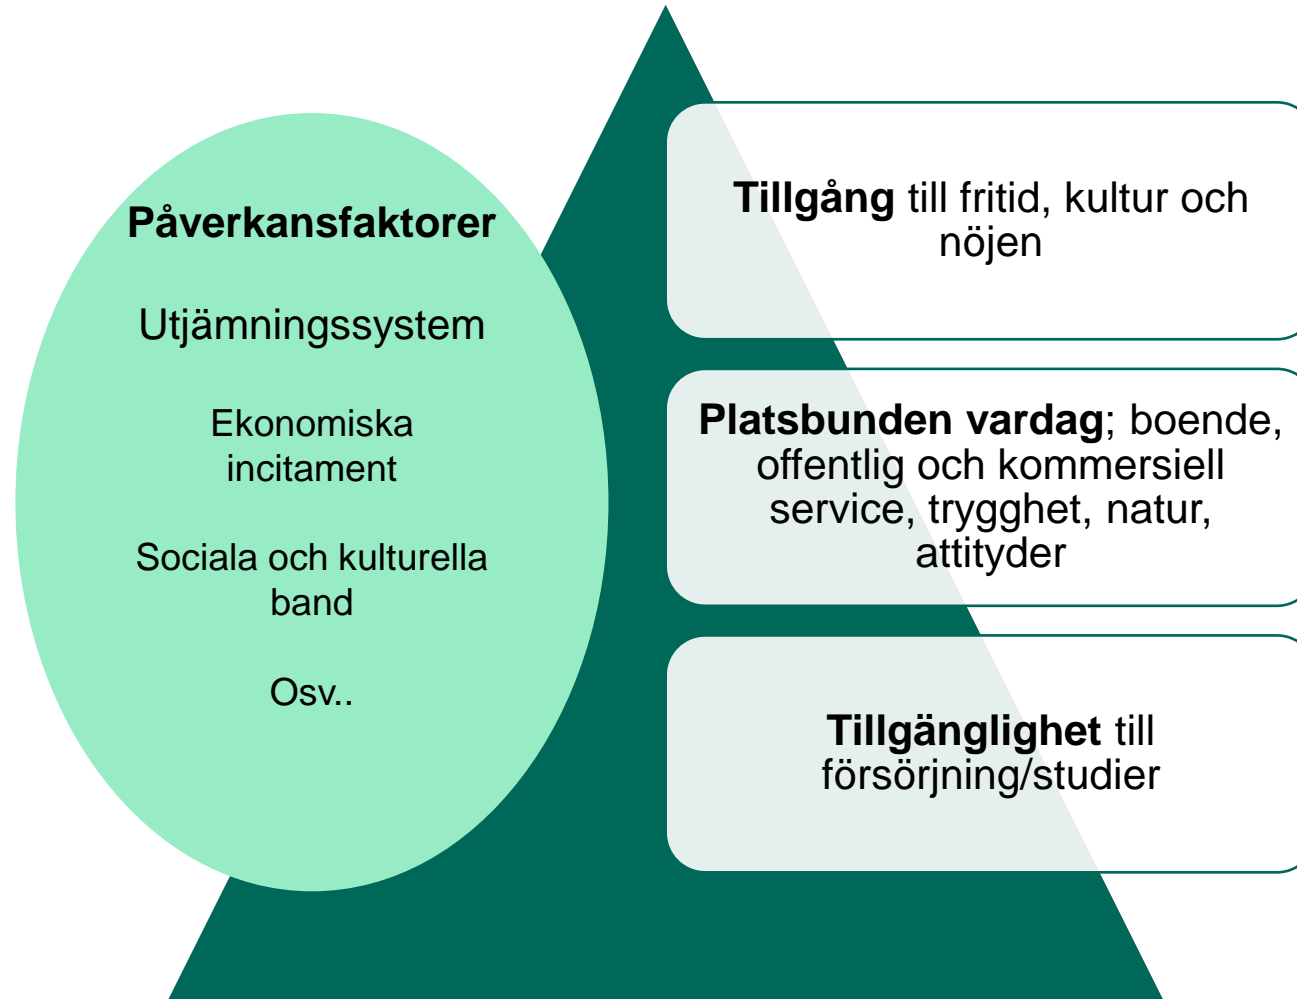 Påverkansfaktorer
Utjämningssystem
Ekonomiska
incitament
Sociala och kulturella
band
Osv..
Tillgång till fritid, kultur och
nöjen
Platsbunden vardag; boende,
offentlig och kommersiell
service, trygghet, natur,
attityder
Tillgänglighet till
försörjning/studier